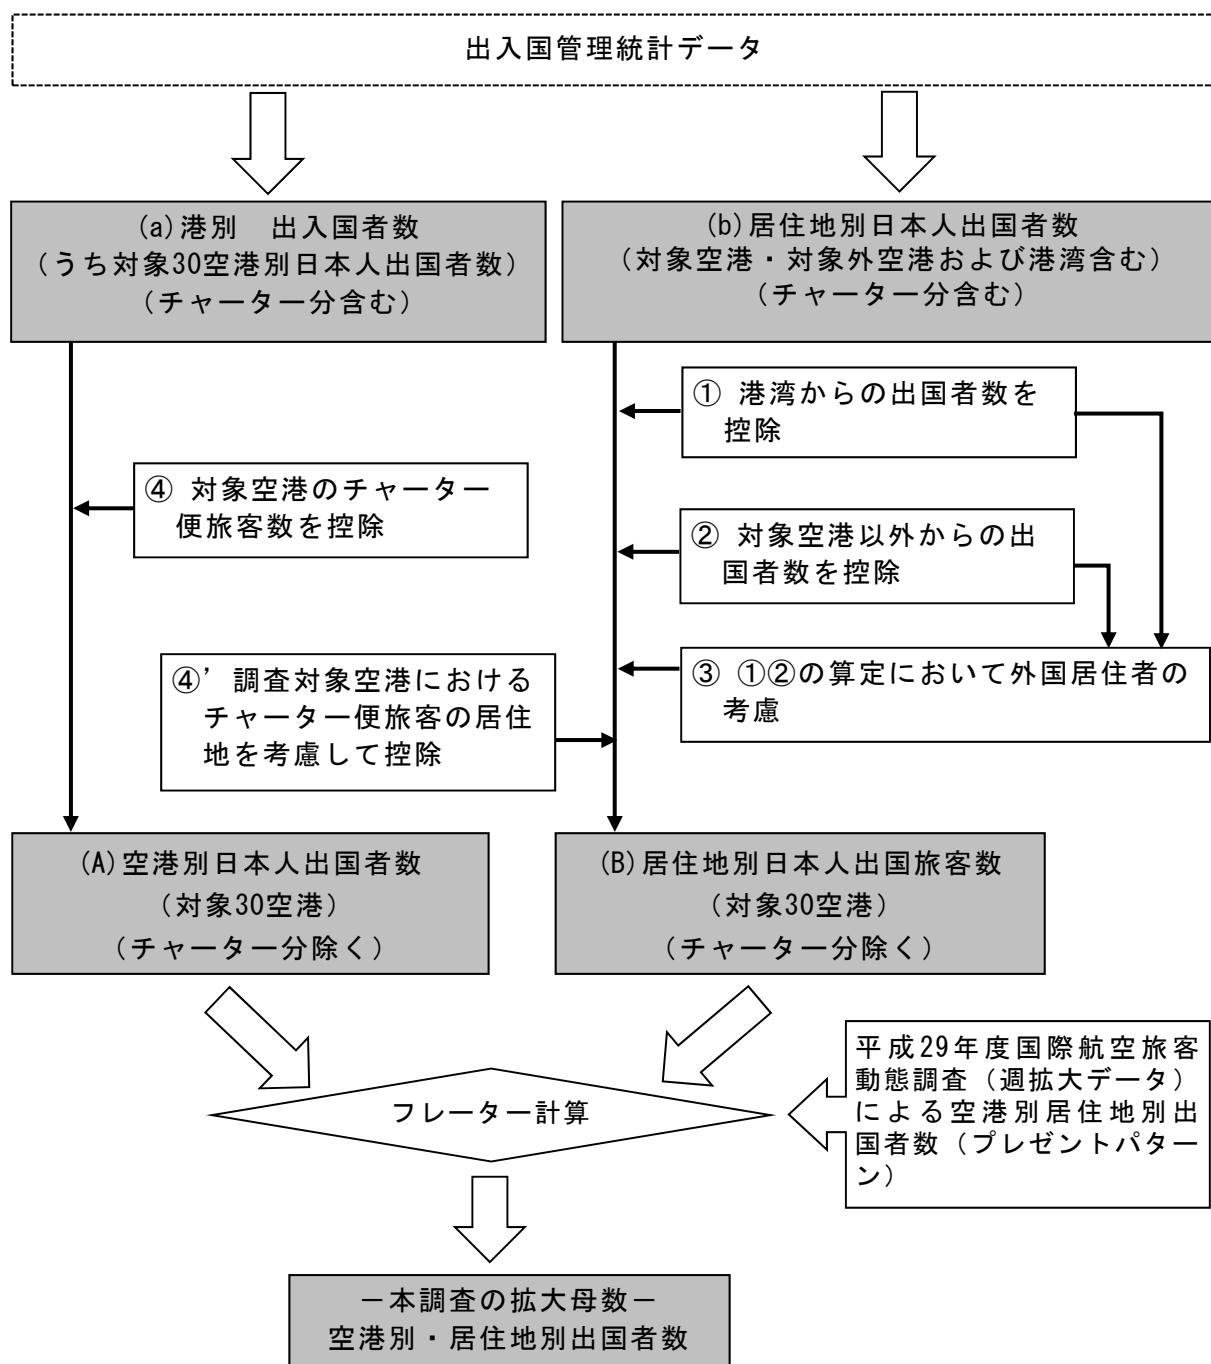 出入国管理統計データ
(a)港別　出入国者数
（うち対象30空港別日本人出国者数）
（チャーター分含む）
(b)居住地別日本人出国者数
（対象空港・対象外空港および港湾含む）
（チャーター分含む）
① 港湾からの出国者数を
控除
④ 対象空港のチャーター
便旅客数を控除
② 対象空港以外からの出
国者数を控除
③ ①②の算定において外国居住者の
考慮
④’調査対象空港における
チャーター便旅客の居住
地を考慮して控除
(A)空港別日本人出国者数
（対象30空港）
（チャーター分除く）
(B)居住地別日本人出国旅客数
（対象30空港）
（チャーター分除く）
平成29年度国際航空旅客
動態調査（週拡大データ）
による空港別居住地別出
国者数（プレゼントパター
ン）
フレーター計算
－本調査の拡大母数－
空港別・居住地別出国者数